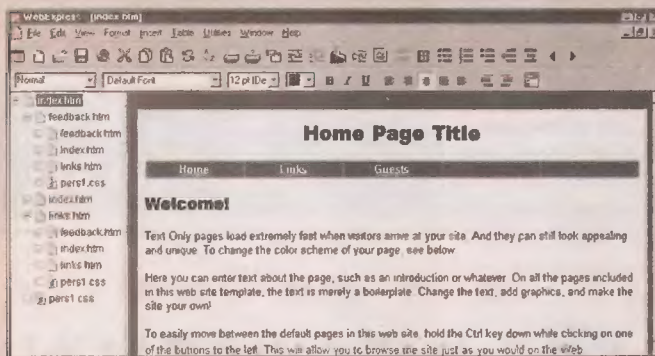 WebExpress - [index.htm]
File Edit View Format Insert Table Utilities Window Help
Normal Default Font 12 pt (De B I U
index.htm
feedback.htm
feedback.htm
index.htm
links.htm
pers1.css
index.htm
links.htm
feedback.htm
index.htm
links.htm
pers1.css
pers1.css
Home Page Title
Home Links Guests
Welcome!
Text Only pages load extremely fast when visitors arrive at your site. And they can still look appealing
and unique. To change the color scheme of your page, see below.
Here you can enter text about the page, such as an introduction or whatever. On all the pages included
in this web site template, the text is merely a boilerplate. Change the text, add graphics, and make the
site your own!
To easily move between the default pages in this web site, hold the Ctrl key down while clicking on one
of the buttons to the left. This will allow you to browse the site just as you would on the Web.